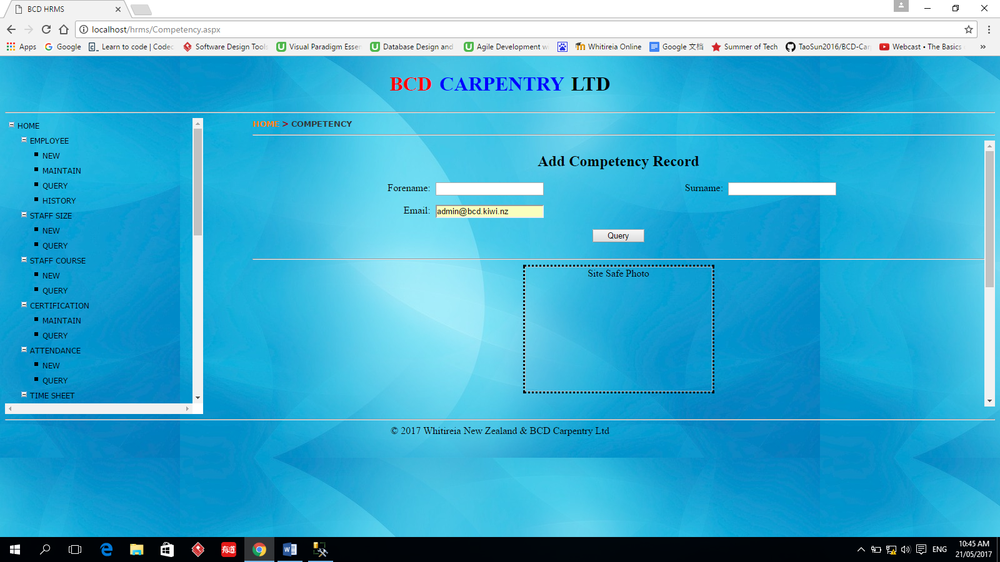 BCD HRMS
localhost/hrms/Competency.aspx
Apps Google Learn to code | Codec Software Design Tools Visual Paradigm Essen Database Design and Agile Development w Whitireia Online Google 文档 Summer of Tech TaoSun2016/BCD-Car Webcast • The Basics »
BCD CARPENTRY LTD
HOME
EMPLOYEE
NEW
MAINTAIN
QUERY
HISTORY
STAFF SIZE
NEW
QUERY
STAFF COURSE
NEW
QUERY
CERTIFICATION
MAINTAIN
QUERY
ATTENDANCE
NEW
QUERY
TIME SHEET
HOME > COMPETENCY
Add Competency Record
Forename: Surname:
Email: admin@bcd.kiwi.nz
Query
Site Safe Photo
© 2017 Whitireia New Zealand & BCD Carpentry Ltd
有道
ENG
10:45 AM
21/05/2017